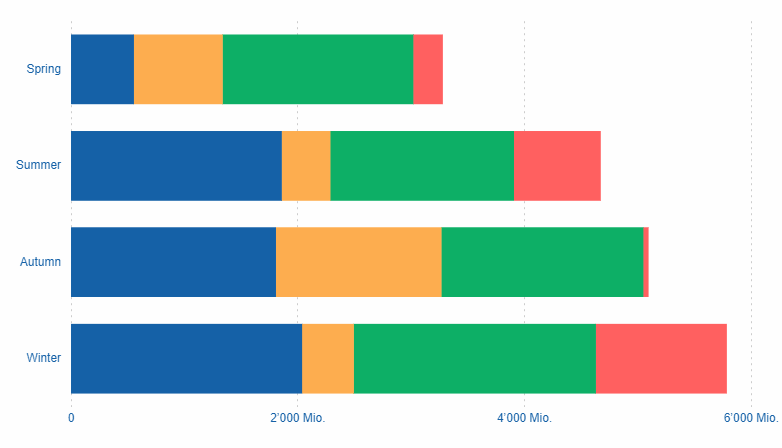 Spring
Summer
Autumn
Winter
0 2'000 Mio. 4'000 Mio. 6'000 Mio.